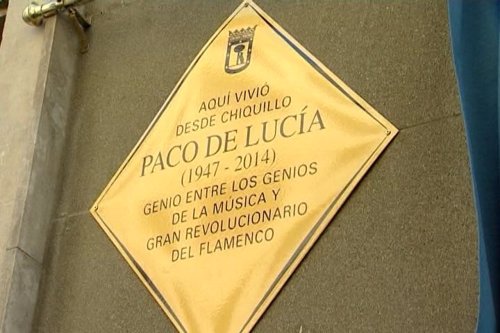 AQUÍ VIVIÓ
DESDE CHIQUILLO
PACO DE LUCÍA
(1947 - 2014)
GENIO ENTRE LOS GENIOS
DE LA MÚSICA Y
GRAN REVOLUCIONARIO
DEL FLAMENCO